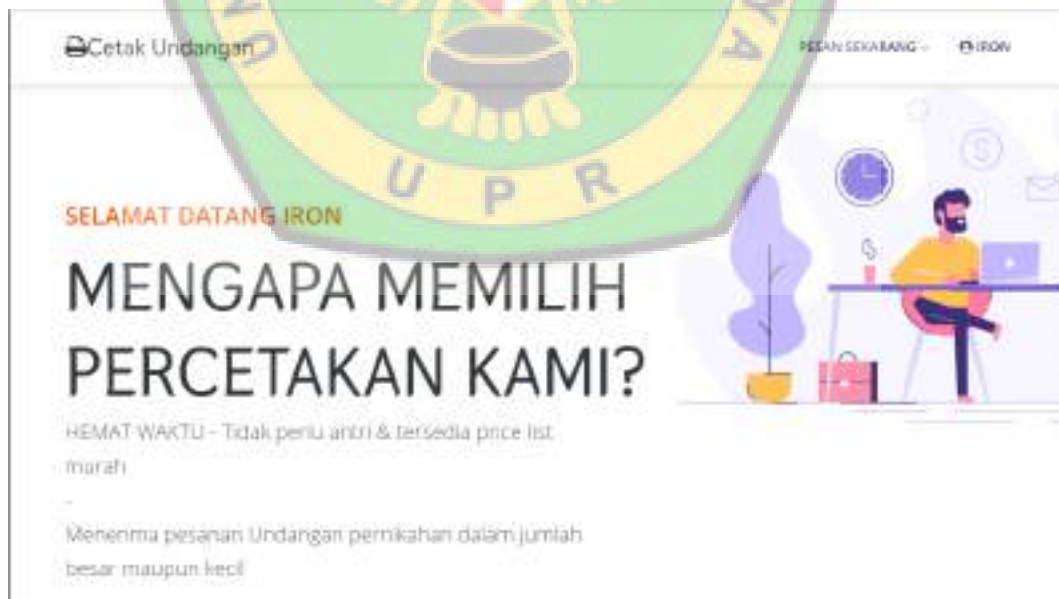 Cetak Undangan
PESAN SEKARANG
IRON
U P R
SELAMAT DATANG IRON
MENGAPA MEMILIH
PERCETAKAN KAMI?
HEMAT WAKTU - Tidak perlu antri & tersedia price list
murah
-
Menerima pesanan Undangan pernikahan dalam jumlah
besar maupun kecil